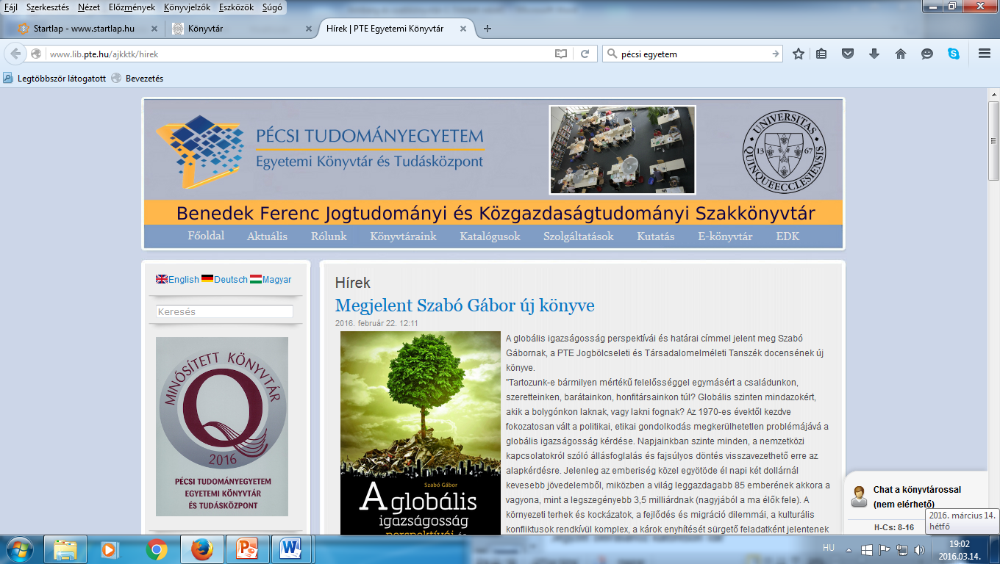 Fájl Szerkesztés Nézet Előzmények Könyvjelzők Eszközök Súgó
Startlap - www.startlap.hu
Könyvtár
Hírek | PTE Egyetemi Könyvtár
www.lib.pte.hu/ajkktk/hirek
pécsi egyetem
Legtöbbször látogatott
Bevezetés
PÉCSI TUDOMÁNYEGYETEM
Egyetemi Könyvtár és Tudásközpont
UNIVERSITAS QUINQUEECCLESIENSIS
13 67
Benedek Ferenc Jogtudományi és Közgazdaságtudományi Szakkönyvtár
Főoldal Aktuális Rólunk Könyvtáraink Katalógusok Szolgáltatások Kutatás E-könyvtár EDK
English Deutsch Magyar
Keresés
MINŐSÍTETT KÖNYVTÁR
Q
2016
PÉCSI TUDOMÁNYEGYETEM
EGYETEMI KÖNYVTÁR
ÉS TUDÁSKÖZPONT
Hírek
Megjelent Szabó Gábor új könyve
2016. február 22. 12:11
Szabó Gábor
A globális
igazságosság
perspektívái és
A globális igazságosság perspektívái és határai címmel jelent meg Szabó
Gábornak, a PTE Jogbölcseleti és Társadalomelméleti Tanszék docensének új
könyve.
"Tartozunk-e bármilyen mértékű felelősséggel egymásért a családunkon,
szeretteinken, barátainkon, honfitársainkon túl? Globális szinten mindazokért,
akik a bolygónkon laknak, vagy lakni fognak? Az 1970-es évektől kezdve
fokozatosan vált a politikai, etikai gondolkodás megkerülhetetlen problémájává a
globális igazságosság kérdése. Napjainkban szinte minden, a nemzetközi
kapcsolatokról szóló állásfoglalás és fajsúlyos döntés visszavezethető erre az
alapkérdésre. Jelenleg az emberiség közel egyötöde él napi két dollárnál
kevesebb jövedelemből, miközben a világ leggazdagabb 85 emberének akkora a
vagyona, mint a legszegényebb 3,5 milliárdnak (nagyjából a ma élők fele). A
környezeti terhek és kockázatok, a fejlődés és migráció dilemmái, a kulturális
konfliktusok rendkívül komplex, a károk enyhítését sürgető feladatként jelentenek
Chat a könyvtárossal
(nem elérhető)
H-Cs: 8-16
2016. március 14.
hétfő
HU
19:02
2016.03.14.